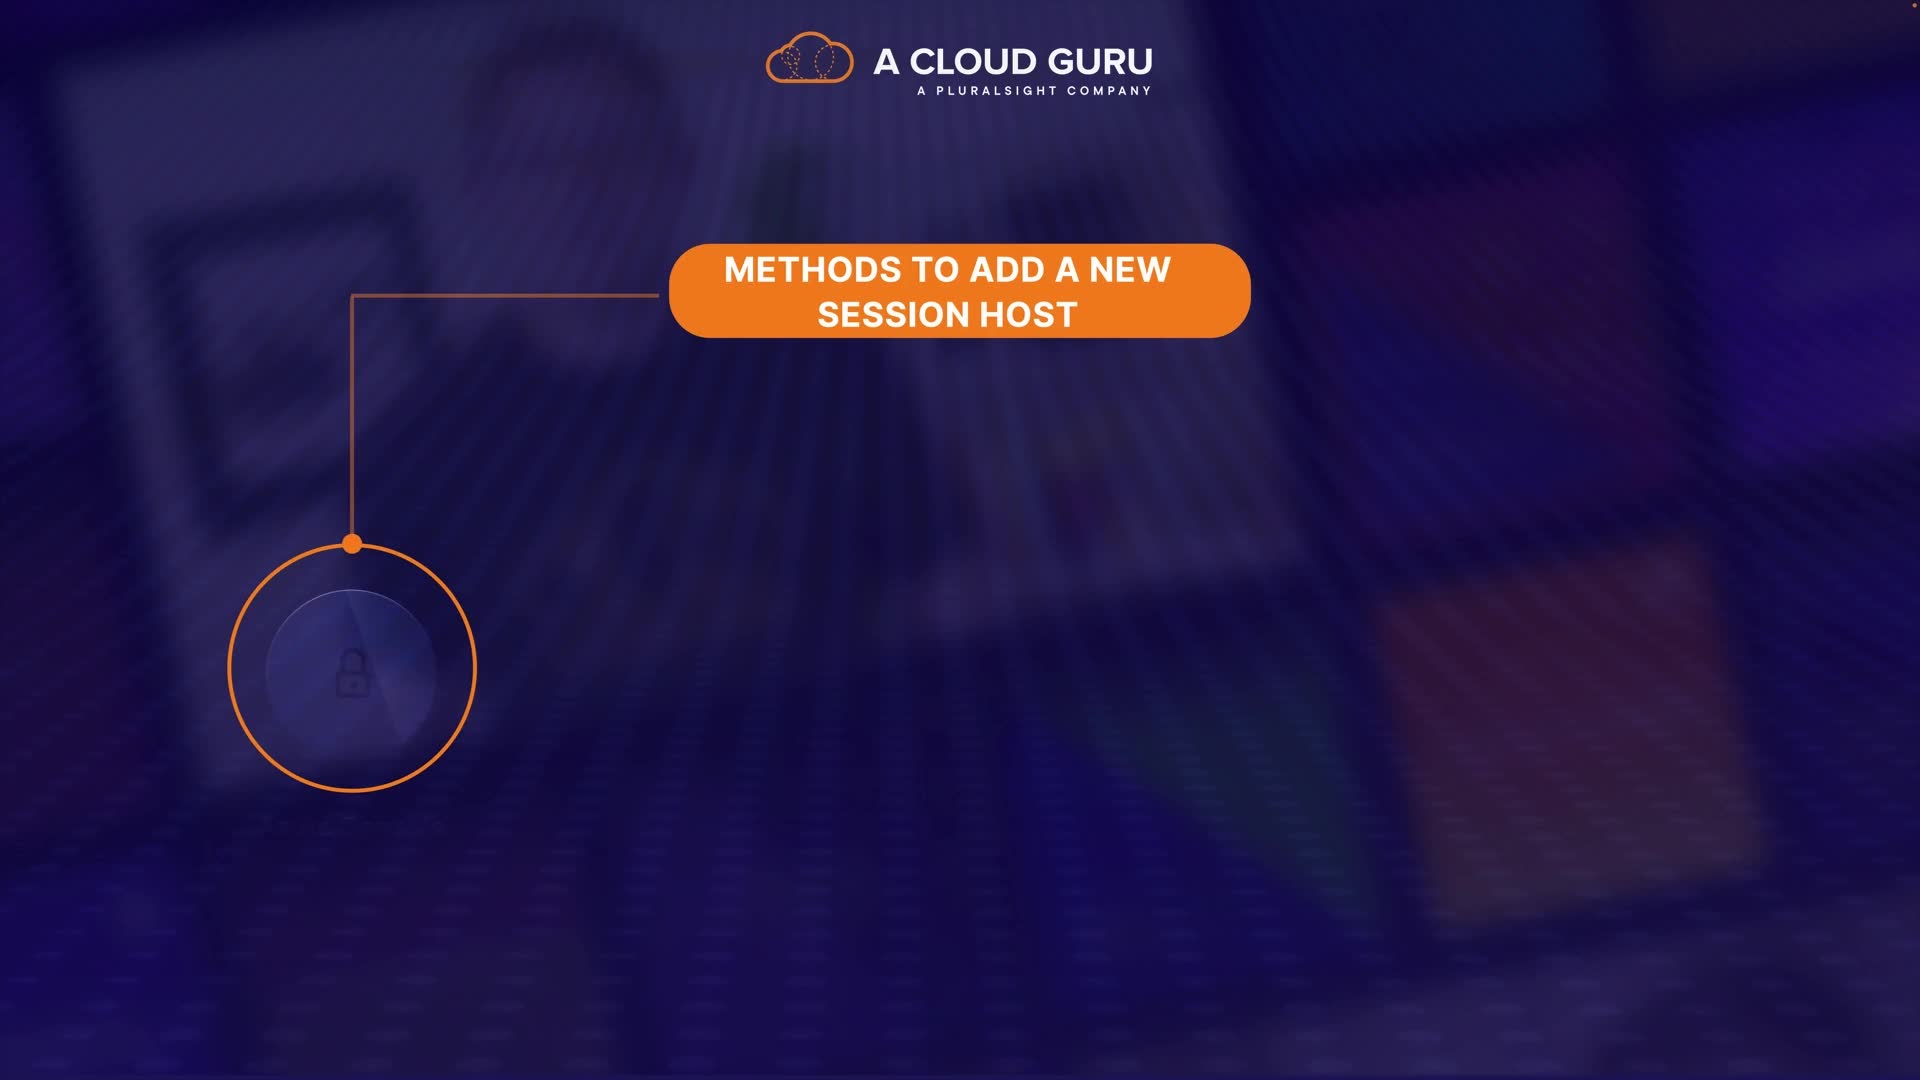 A CLOUD GURU
A PLURALSIGHT COMPANY
METHODS TO ADD A NEW
SESSION HOST